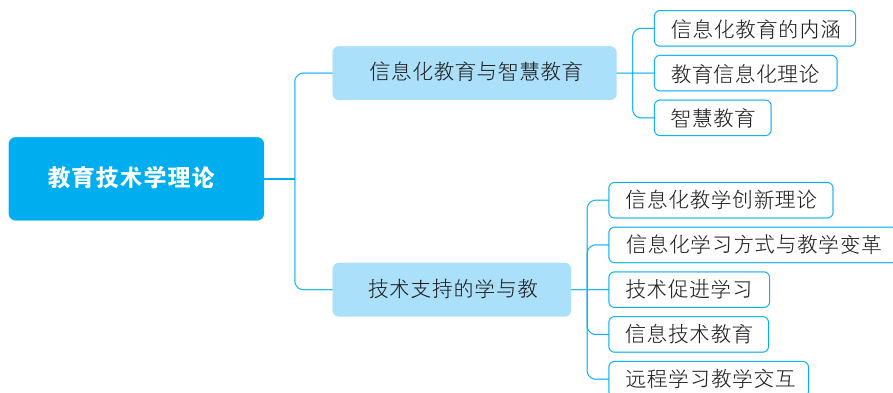 教育技术学理论
信息化教育与智慧教育
信息化教育的内涵
教育信息化理论
智慧教育
技术支持的学与教
信息化教学创新理论
信息化学习方式与教学变革
技术促进学习
信息技术教育
远程学习教学交互